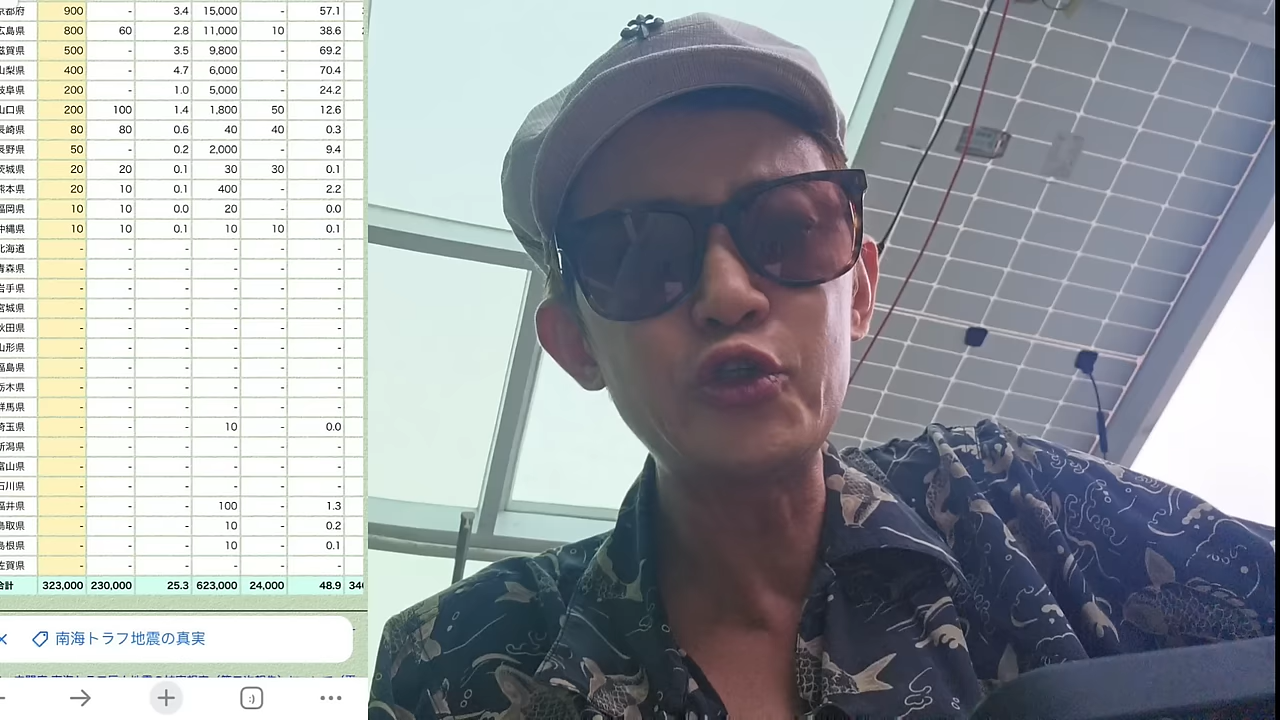 京都府 900 - 3.4 15,000 - 57.1
広島県 800 60 2.8 11,000 10 38.6
滋賀県 500 - 3.5 9,800 - 69.2
山梨県 400 - 4.7 6,000 - 70.4
岐阜県 200 - 1.0 5,000 - 24.2
山口県 200 100 1.4 1,800 50 12.6
長崎県 80 80 0.6 40 40 0.3
長野県 50 - 0.2 2,000 - 9.4
茨城県 20 20 0.1 30 30 0.1
熊本県 20 10 0.1 400 - 2.2
福岡県 10 10 0.0 20 - 0.0
沖縄県 10 10 0.1 10 10 0.1
北海道 - - - - - -
青森県 - - - - - -
岩手県 - - - - - -
宮城県 - - - - - -
秋田県 - - - - - -
山形県 - - - - - -
福島県 - - - - - -
栃木県 - - - - - -
群馬県 - - - - - -
埼玉県 - - - 10 - 0.0
新潟県 - - - - - -
富山県 - - - - - -
石川県 - - - - - -
福井県 - - - 100 - 1.3
鳥取県 - - - 10 - 0.2
島根県 - - - 10 - 0.1
佐賀県 - - - - - -
合計 323,000 230,000 25.3 623,000 24,000 48.9
南海トラフ地震の真実